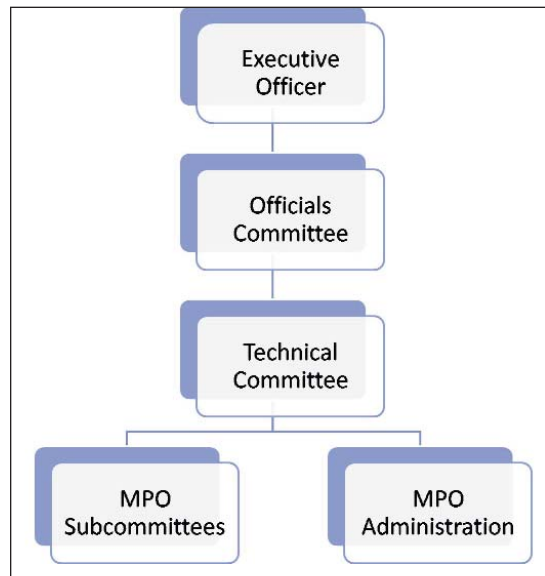 Executive
Officer
Officials
Committee
Technical
Committee
MPO
Subcommittees
MPO
Administration